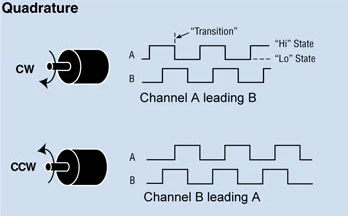 Quadrature
"Transition"
"Hi" State
A
"Lo" State
CW
B
Channel A leading B
A
CCW
B
Channel B leading A